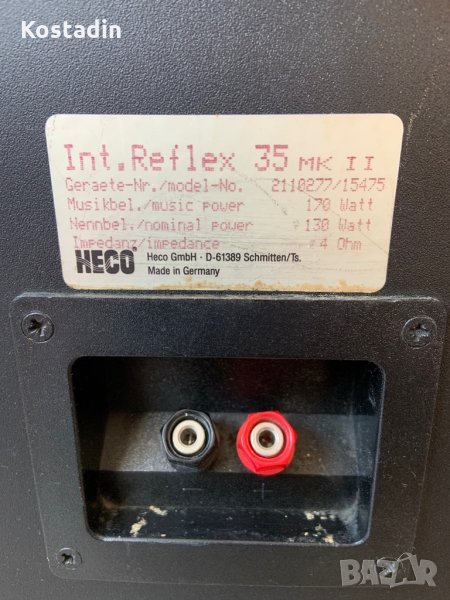 Kostadin
Int.Reflex 35 MK II
Geraete-Nr./model-No. 2110277/15475
Musikbel./music power 170 Watt
Nennbel./nominal power 130 Watt
Impedanz/impedance 4 Ohm
HECO® Heco GmbH · D-61389 Schmitten/Ts.
Made in Germany
- +
BAZAR